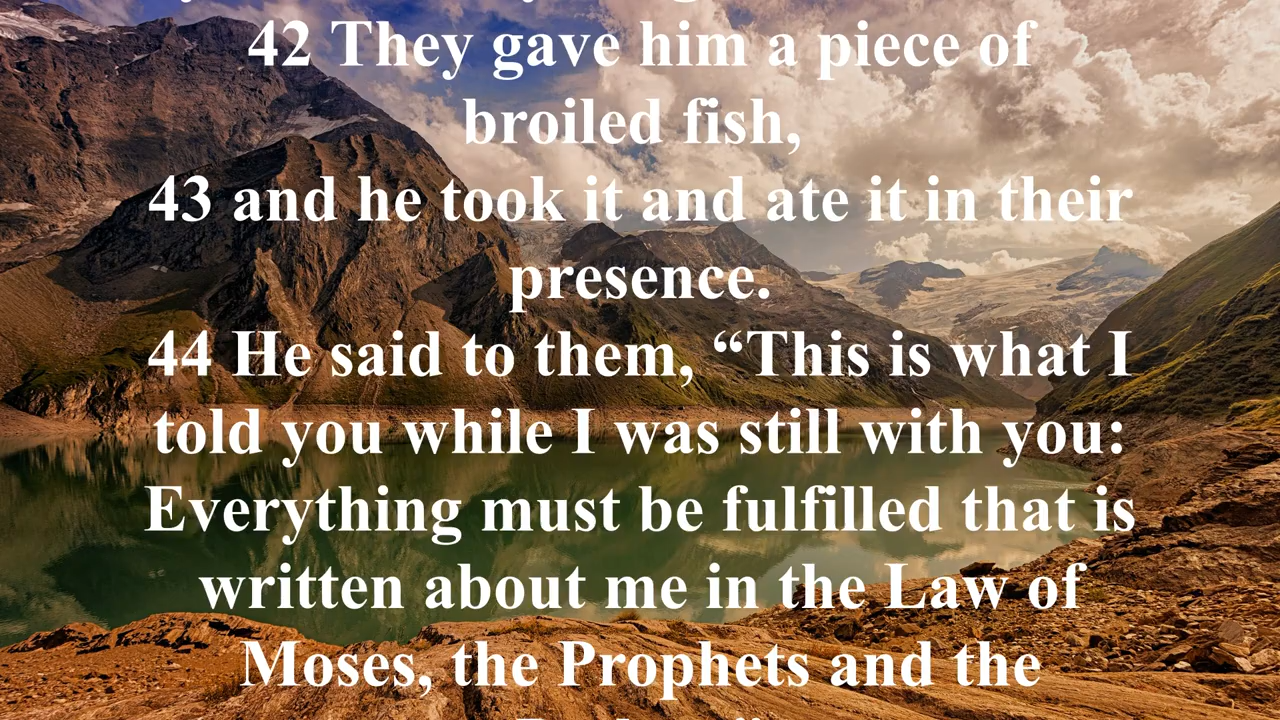 42 They gave him a piece of
broiled fish,
43 and he took it and ate it in their
presence.
44 He said to them, “This is what I
told you while I was still with you:
Everything must be fulfilled that is
written about me in the Law of
Moses, the Prophets and the